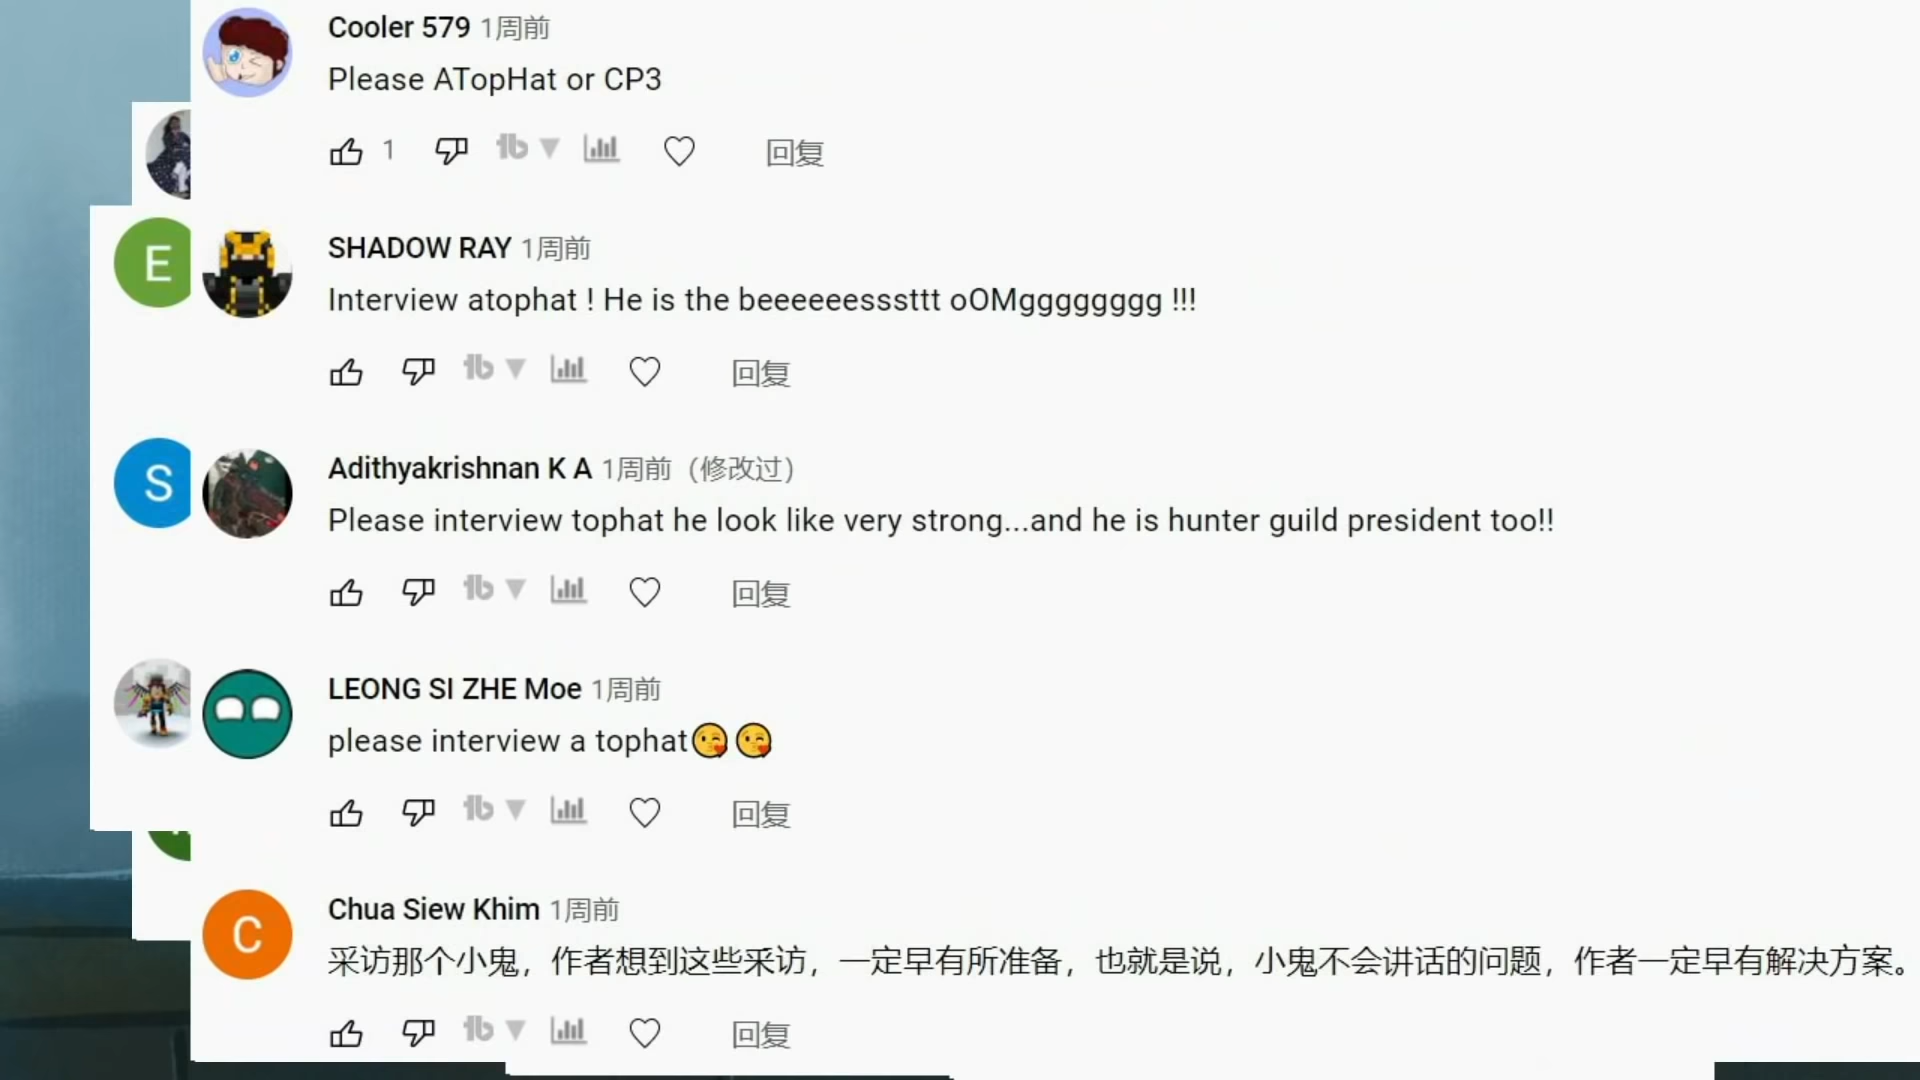 Cooler 579 1周前
Please ATopHat or CP3
1 回复
E
SHADOW RAY 1周前
Interview atophat ! He is the beeeeeesssttt oOMgggggggg !!!
回复
S
Adithyakrishnan K A 1周前（修改过）
Please interview tophat he look like very strong...and he is hunter guild president too!!
回复
LEONG SI ZHE Moe 1周前
please interview a tophat😘😘
回复
C
Chua Siew Khim 1周前
采访那个小鬼，作者想到这些采访，一定早有所准备，也就是说，小鬼不会讲话的问题，作者一定早有解决方案。
回复